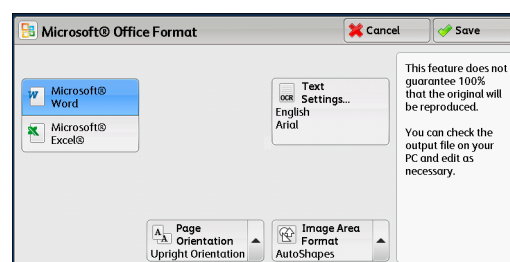 Microsoft® Office Format
Cancel
Save
Microsoft®
Word
Microsoft®
Excel®
OCR
Text
Settings...
English
Arial
Page
Orientation
Upright Orientation
Image Area
Format
AutoShapes
This feature does not
guarantee 100%
that the original will
be reproduced.
You can check the
output file on your
PC and edit as
necessary.